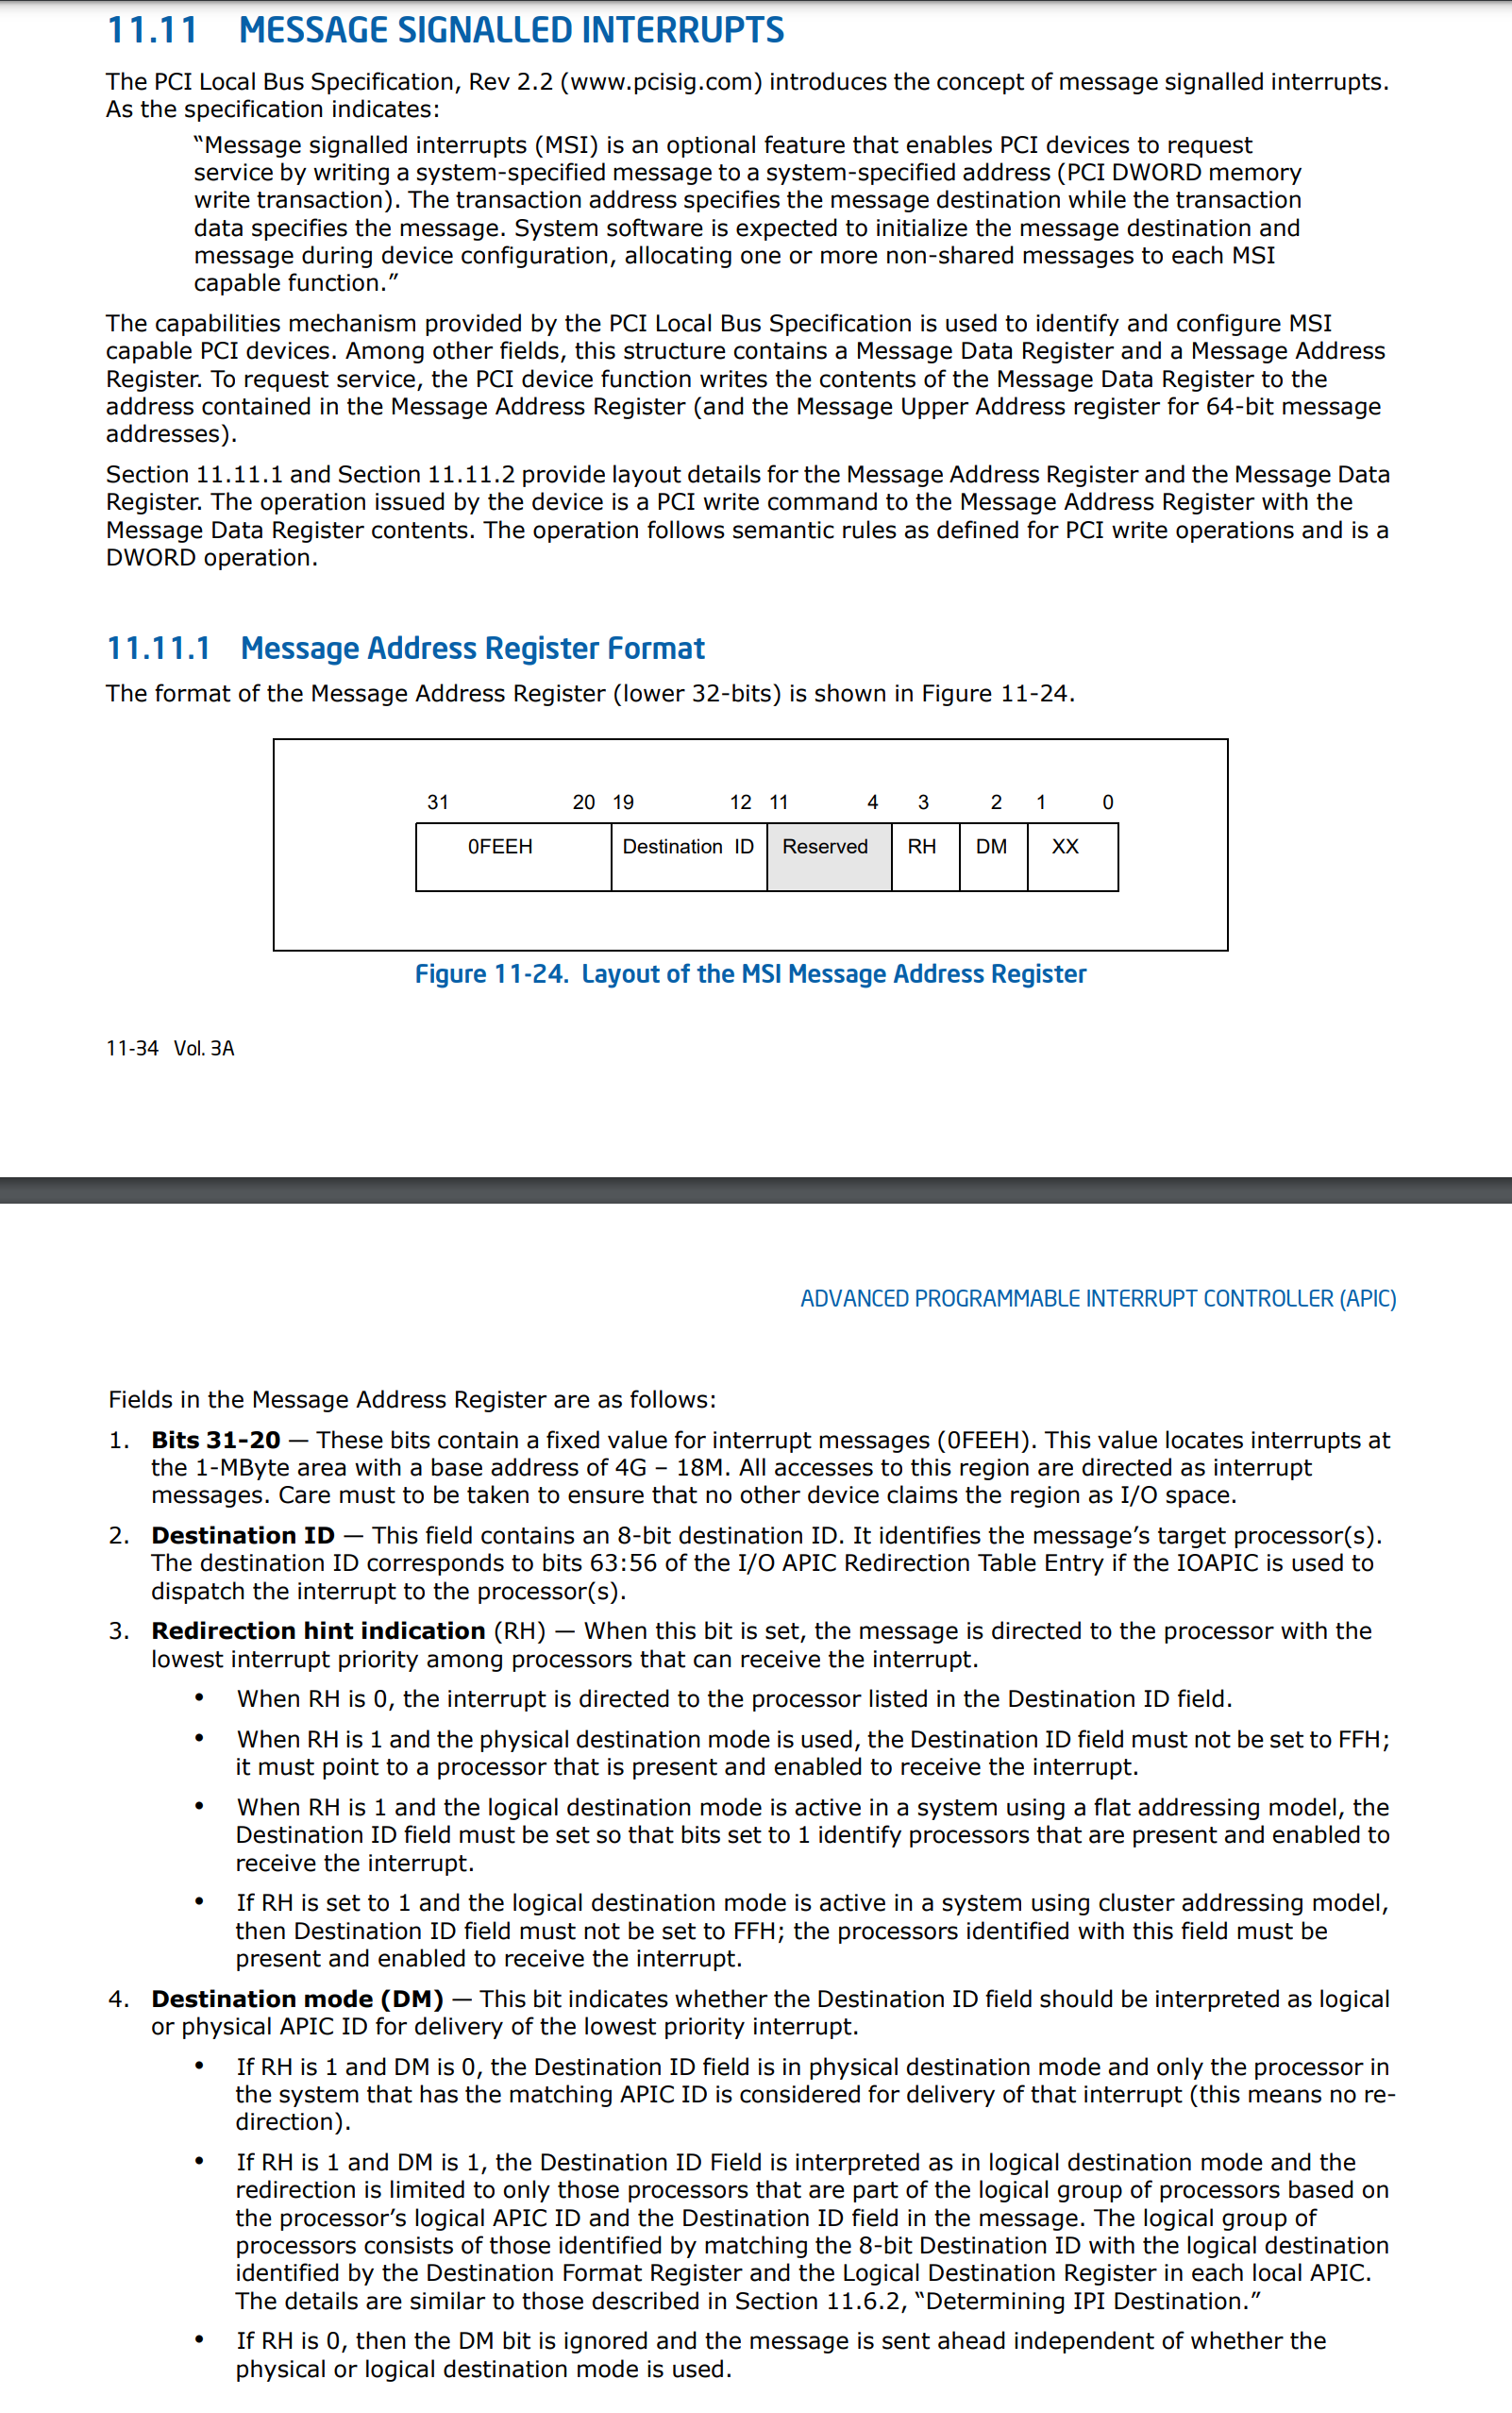 11.11 MESSAGE SIGNALLED INTERRUPTS
The PCI Local Bus Specification, Rev 2.2 (www.pcisig.com) introduces the concept of message signalled interrupts.
As the specification indicates:
“Message signalled interrupts (MSI) is an optional feature that enables PCI devices to request
service by writing a system-specified message to a system-specified address (PCI DWORD memory
write transaction). The transaction address specifies the message destination while the transaction
data specifies the message. System software is expected to initialize the message destination and
message during device configuration, allocating one or more non-shared messages to each MSI
capable function.”
The capabilities mechanism provided by the PCI Local Bus Specification is used to identify and configure MSI
capable PCI devices. Among other fields, this structure contains a Message Data Register and a Message Address
Register. To request service, the PCI device function writes the contents of the Message Data Register to the
address contained in the Message Address Register (and the Message Upper Address register for 64-bit message
addresses).
Section 11.11.1 and Section 11.11.2 provide layout details for the Message Address Register and the Message Data
Register. The operation issued by the device is a PCI write command to the Message Address Register with the
Message Data Register contents. The operation follows semantic rules as defined for PCI write operations and is a
DWORD operation.
11.11.1 Message Address Register Format
The format of the Message Address Register (lower 32-bits) is shown in Figure 11-24.
31 20 19 12 11 4 3 2 1 0
0FEEH Destination ID Reserved RH DM XX
Figure 11-24. Layout of the MSI Message Address Register
11-34 Vol. 3A
ADVANCED PROGRAMMABLE INTERRUPT CONTROLLER (APIC)
Fields in the Message Address Register are as follows:
1. Bits 31-20 — These bits contain a fixed value for interrupt messages (0FEEH). This value locates interrupts at
the 1-MByte area with a base address of 4G – 18M. All accesses to this region are directed as interrupt
messages. Care must to be taken to ensure that no other device claims the region as I/O space.
2. Destination ID — This field contains an 8-bit destination ID. It identifies the message’s target processor(s).
The destination ID corresponds to bits 63:56 of the I/O APIC Redirection Table Entry if the IOAPIC is used to
dispatch the interrupt to the processor(s).
3. Redirection hint indication (RH) — When this bit is set, the message is directed to the processor with the
lowest interrupt priority among processors that can receive the interrupt.
• When RH is 0, the interrupt is directed to the processor listed in the Destination ID field.
• When RH is 1 and the physical destination mode is used, the Destination ID field must not be set to FFH;
it must point to a processor that is present and enabled to receive the interrupt.
• When RH is 1 and the logical destination mode is active in a system using a flat addressing model, the
Destination ID field must be set so that bits set to 1 identify processors that are present and enabled to
receive the interrupt.
• If RH is set to 1 and the logical destination mode is active in a system using cluster addressing model,
then Destination ID field must not be set to FFH; the processors identified with this field must be
present and enabled to receive the interrupt.
4. Destination mode (DM) — This bit indicates whether the Destination ID field should be interpreted as logical
or physical APIC ID for delivery of the lowest priority interrupt.
• If RH is 1 and DM is 0, the Destination ID field is in physical destination mode and only the processor in
the system that has the matching APIC ID is considered for delivery of that interrupt (this means no re-
direction).
• If RH is 1 and DM is 1, the Destination ID Field is interpreted as in logical destination mode and the
redirection is limited to only those processors that are part of the logical group of processors based on
the processor’s logical APIC ID and the Destination ID field in the message. The logical group of
processors consists of those identified by matching the 8-bit Destination ID with the logical destination
identified by the Destination Format Register and the Logical Destination Register in each local APIC.
The details are similar to those described in Section 11.6.2, “Determining IPI Destination.”
• If RH is 0, then the DM bit is ignored and the message is sent ahead independent of whether the
physical or logical destination mode is used.